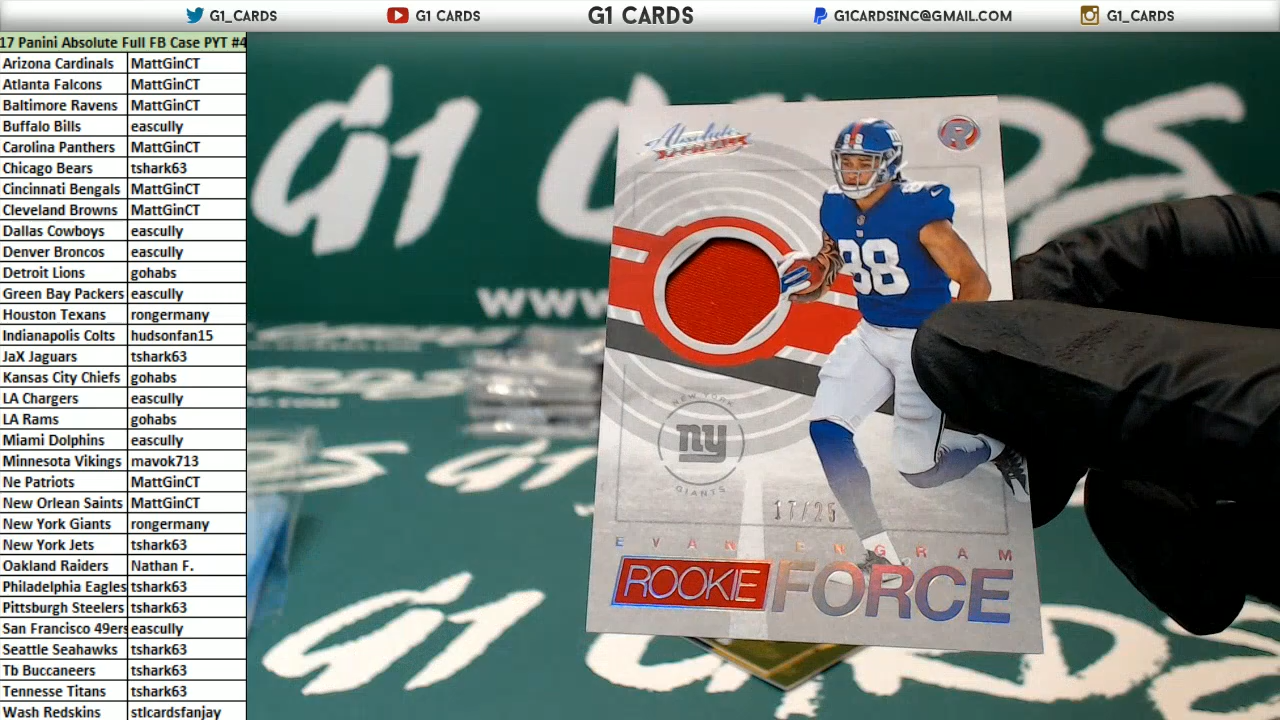 G1_CARDS
G1 CARDS
G1 CARDS
G1CARDSINC@GMAIL.COM
G1_CARDS
17 Panini Absolute Full FB Case PYT #4
Arizona Cardinals MattGinCT
Atlanta Falcons MattGinCT
Baltimore Ravens MattGinCT
Buffalo Bills eascully
Carolina Panthers MattGinCT
Chicago Bears tshark63
Cincinnati Bengals MattGinCT
Cleveland Browns MattGinCT
Dallas Cowboys eascully
Denver Broncos eascully
Detroit Lions gohabs
Green Bay Packers eascully
Houston Texans rongermany
Indianapolis Colts hudsonfan15
JaX Jaguars tshark63
Kansas City Chiefs gohabs
LA Chargers eascully
LA Rams gohabs
Miami Dolphins eascully
Minnesota Vikings mavok713
Ne Patriots MattGinCT
New Orlean Saints MattGinCT
New York Giants rongermany
New York Jets tshark63
Oakland Raiders Nathan F.
Philadelphia Eagles tshark63
Pittsburgh Steelers tshark63
San Francisco 49ers eascully
Seattle Seahawks tshark63
Tb Buccaneers tshark63
Tennesse Titans tshark63
Wash Redskins stlcardsfanjay
G1 CARDS
www.
Absolute
R
88
88
NEW YORK
ny
GIANTS
17/25
EVAN ENGRAM
ROOKIE FORCE
G1 CARDS